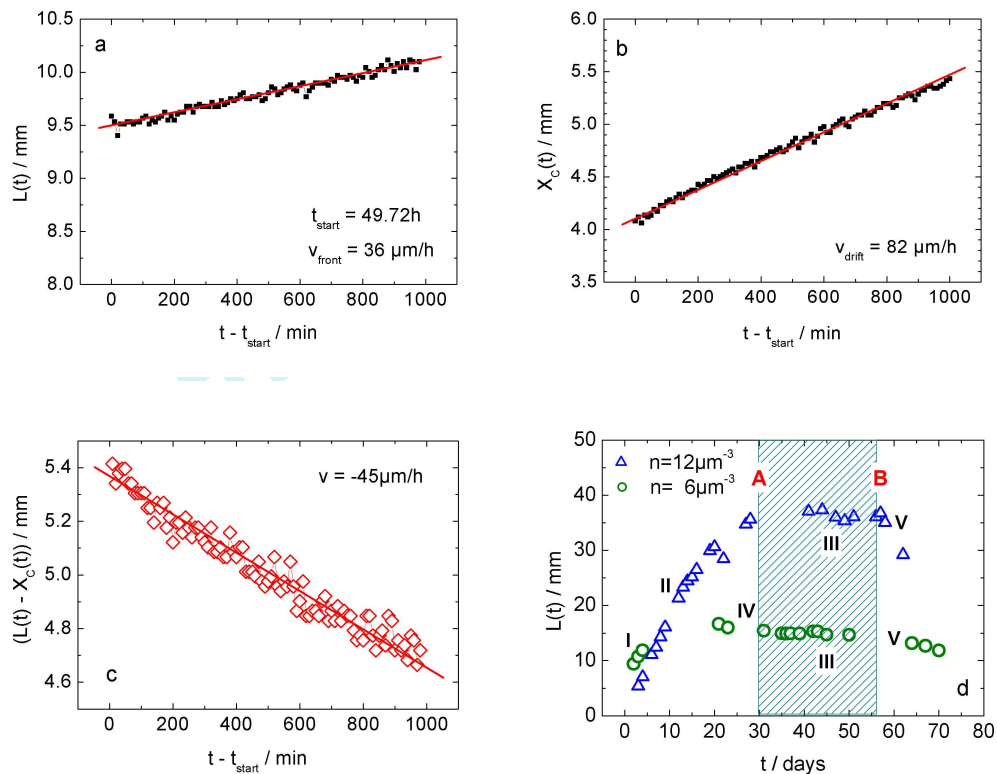 a
L(t) / mm
10.5
10.0
9.5
9.0
8.5
8.0
t_start = 49.72h
v_front = 36 µm/h
0 200 400 600 800 1000
t - t_start / min
b
X_C(t) / mm
6.0
5.5
5.0
4.5
4.0
3.5
v_drift = 82 µm/h
0 200 400 600 800 1000
t - t_start / min
c
(L(t) - X_C(t)) / mm
5.4
5.2
5.0
4.8
4.6
v = -45µm/h
0 200 400 600 800 1000
t - t_start / min
d
L(t) / mm
50
40
30
20
10
0
n=12µm⁻³
n= 6µm⁻³
A
B
I
II
III
IV
III
V
V
0 10 20 30 40 50 60 70 80
t / days